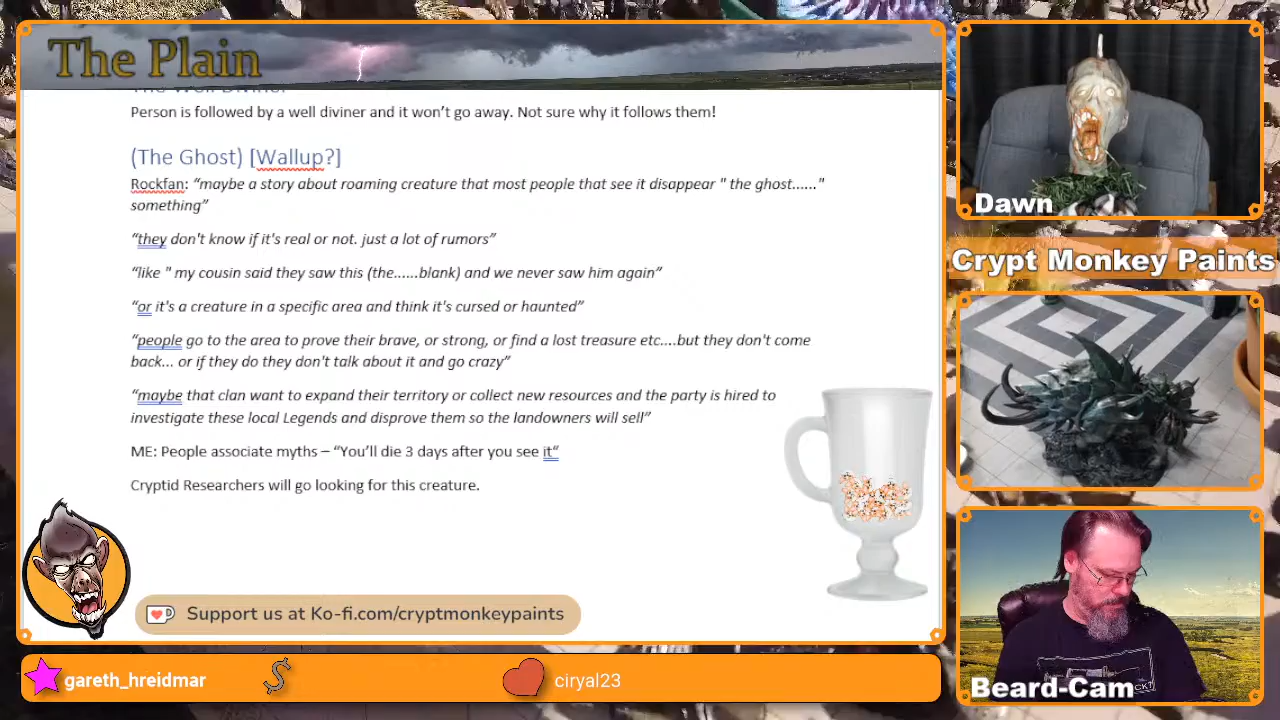 The Plain
The Well Diviner
Person is followed by a well diviner and it won't go away. Not sure why it follows them!
(The Ghost) [Wallup?]
Rockfan: “maybe a story about roaming creature that most people that see it disappear " the ghost......"
something”
“they don't know if it's real or not. just a lot of rumors”
“like " my cousin said they saw this (the......blank) and we never saw him again”
“or it's a creature in a specific area and think it's cursed or haunted”
“people go to the area to prove their brave, or strong, or find a lost treasure etc....but they don't come
back... or if they do they don't talk about it and go crazy”
“maybe that clan want to expand their territory or collect new resources and the party is hired to
investigate these local Legends and disprove them so the landowners will sell”
ME: People associate myths – “You'll die 3 days after you see it“
Cryptid Researchers will go looking for this creature.
Support us at Ko-fi.com/cryptmonkeypaints
gareth_hreidmar
$
ciryal23
Dawn
Crypt Monkey Paints
Beard-Cam